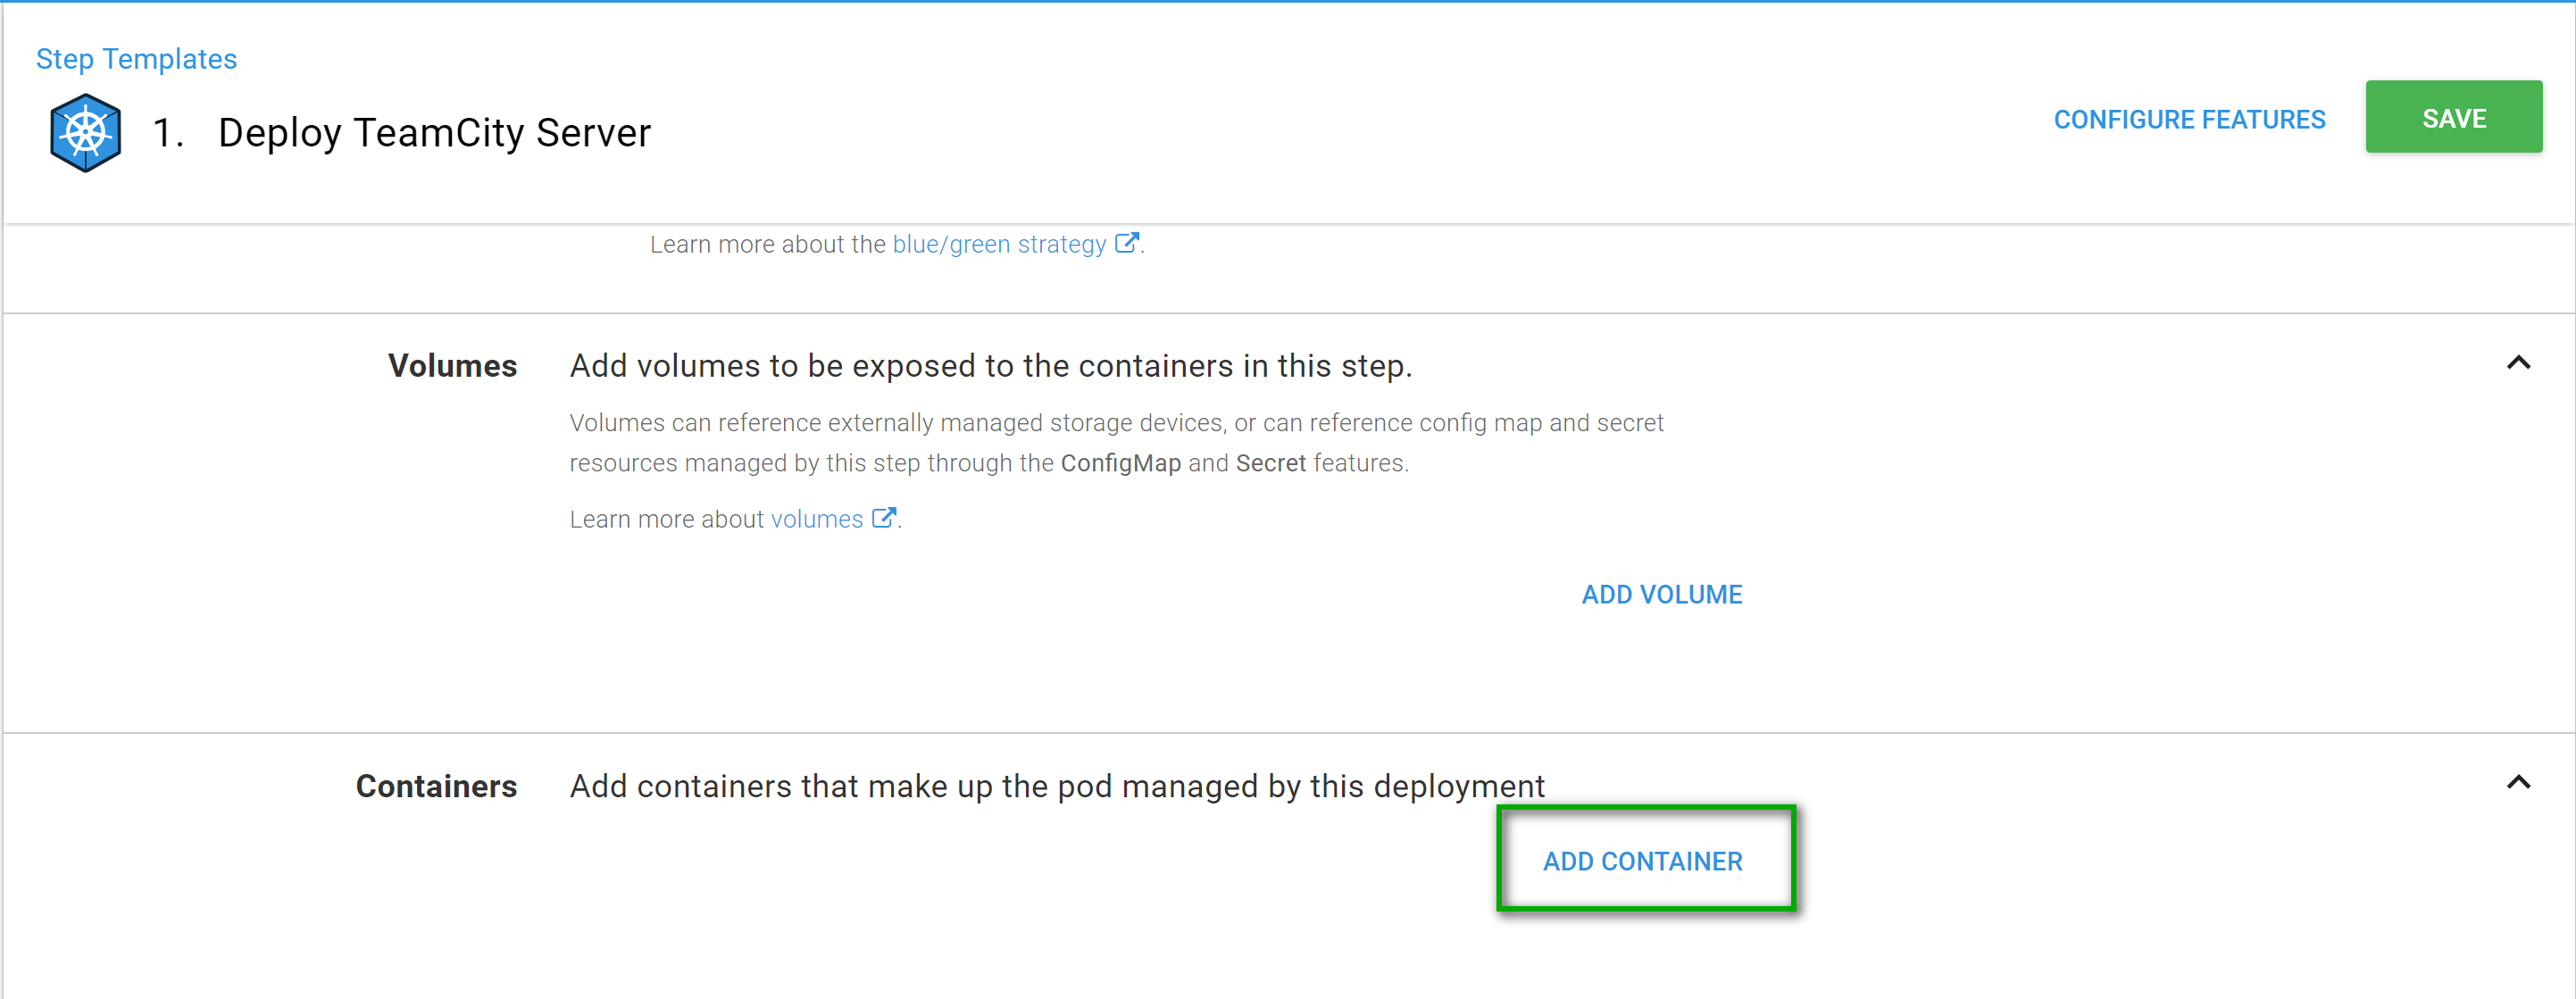 Step Templates
1. Deploy TeamCity Server
CONFIGURE FEATURES
SAVE
Learn more about the blue/green strategy.
Volumes
Add volumes to be exposed to the containers in this step.
Volumes can reference externally managed storage devices, or can reference config map and secret
resources managed by this step through the ConfigMap and Secret features.
Learn more about volumes.
ADD VOLUME
Containers
Add containers that make up the pod managed by this deployment
ADD CONTAINER